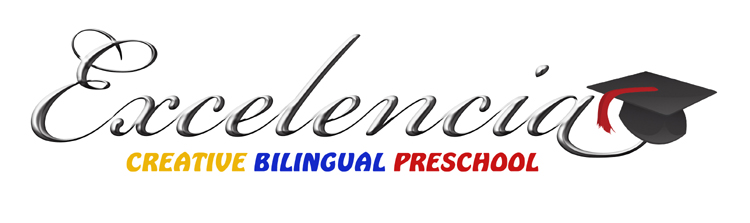 Excelencia
CREATIVE BILINGUAL PRESCHOOL